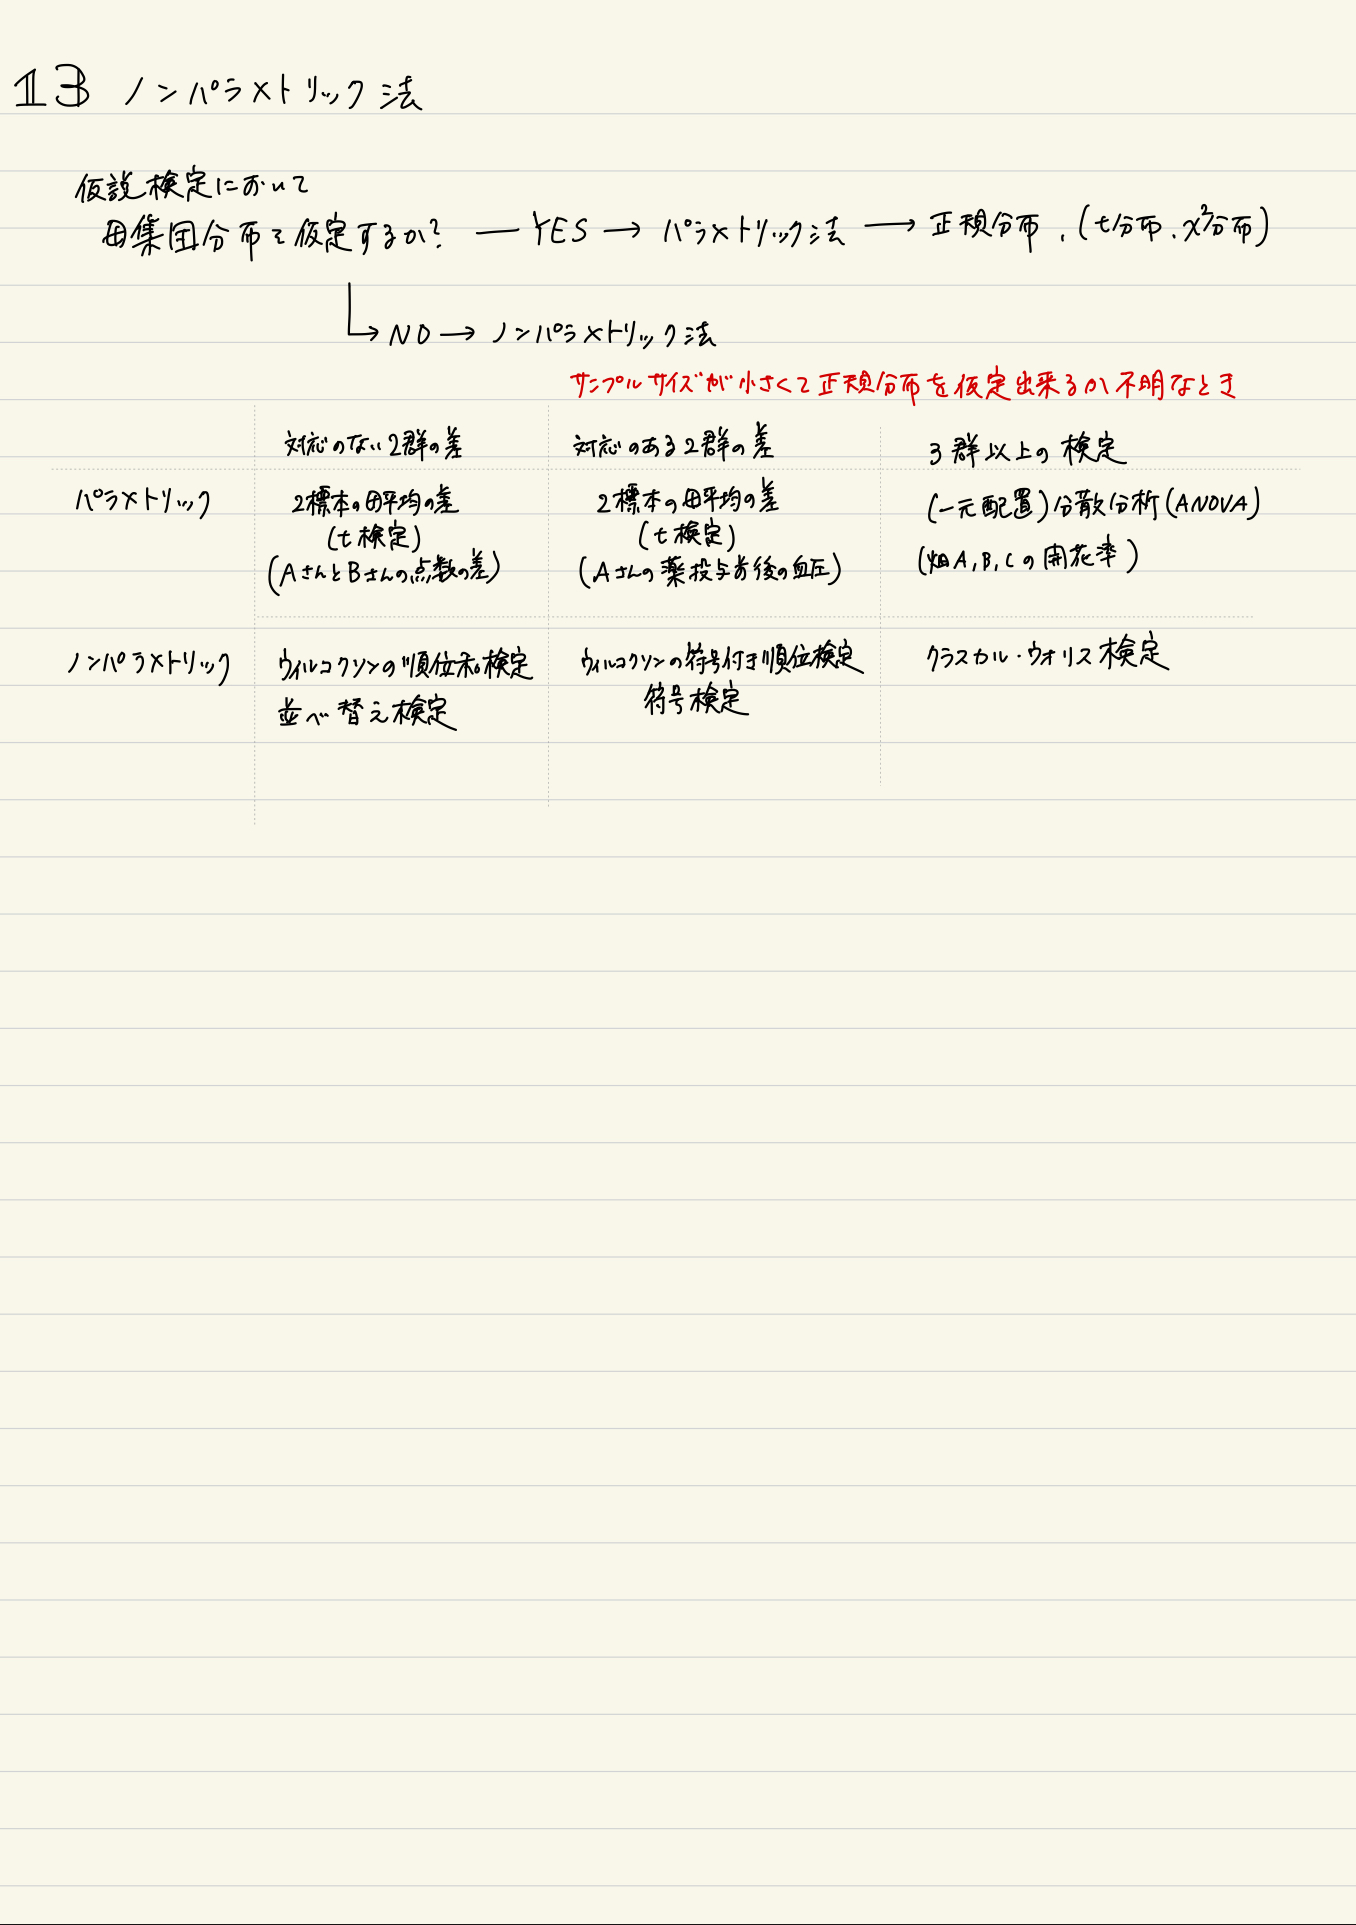 13 ノンパラメトリック法
仮説検定において
母集団分布を仮定するか? — YES → パラメトリック法 → 正規分布, (t分布, χ²分布)
→ NO → ノンパラメトリック法
サンプルサイズが小さくて正規分布を仮定出来るか不明なとき
対応のない2群の差 対応のある2群の差 3群以上の検定
パラメトリック 2標本の母平均の差 2標本の母平均の差 (一元配置)分散分析(ANOVA)
(t検定) (t検定)
(AさんとBさんの点数の差) (Aさんの薬投与前後の血圧) (畑A,B,Cの開花率)
ノンパラメトリック ウィルコクソンの順位和検定 ウィルコクソンの符号付き順位検定 クラスカル・ウォリス検定
並べ替え検定 符号検定